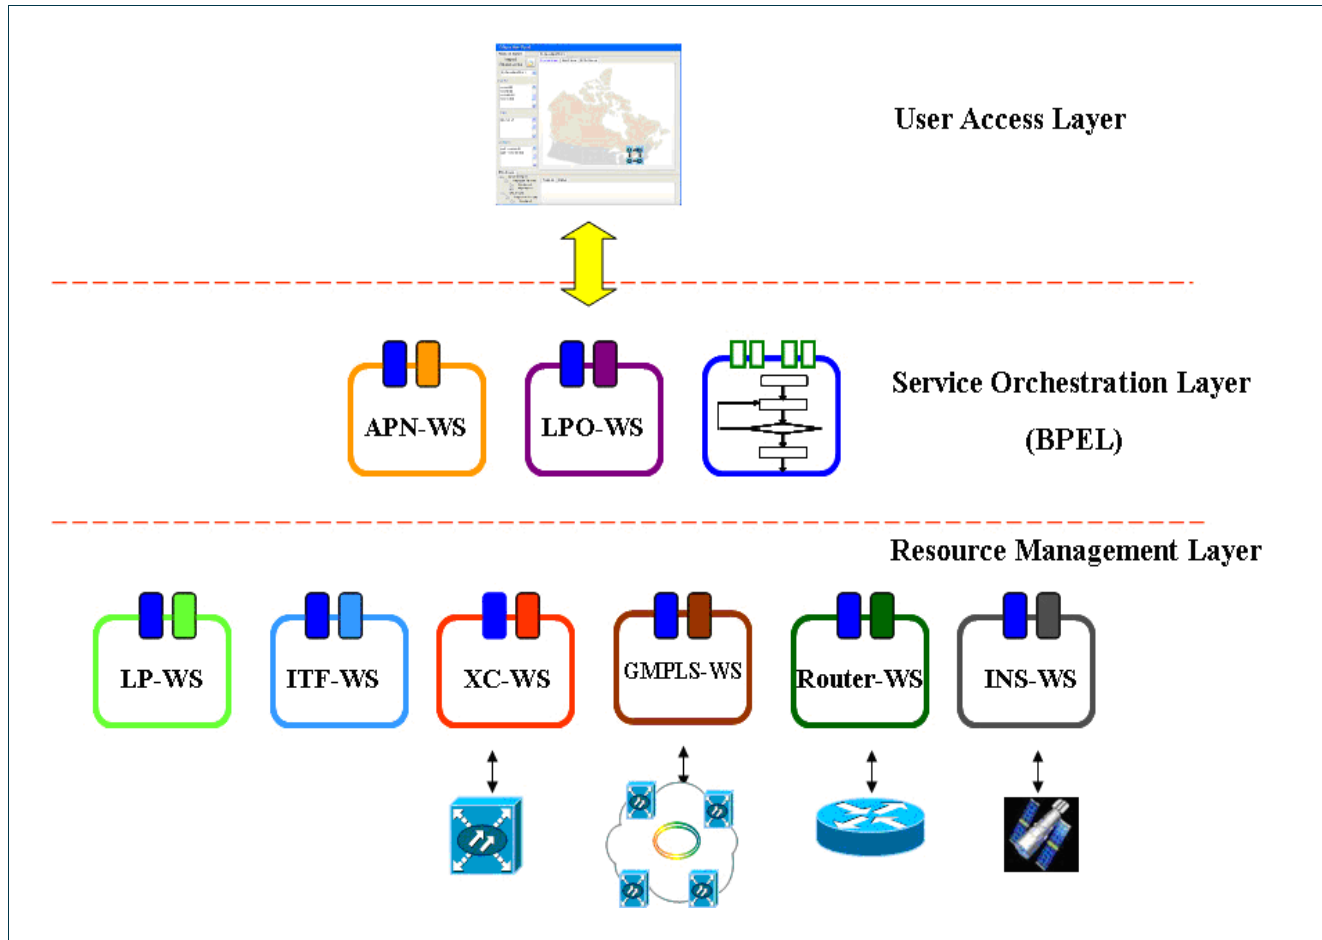 User Access Layer
APN-WS
LPO-WS
Service Orchestration Layer
(BPEL)
Resource Management Layer
LP-WS
ITF-WS
XC-WS
GMPLS-WS
Router-WS
INS-WS